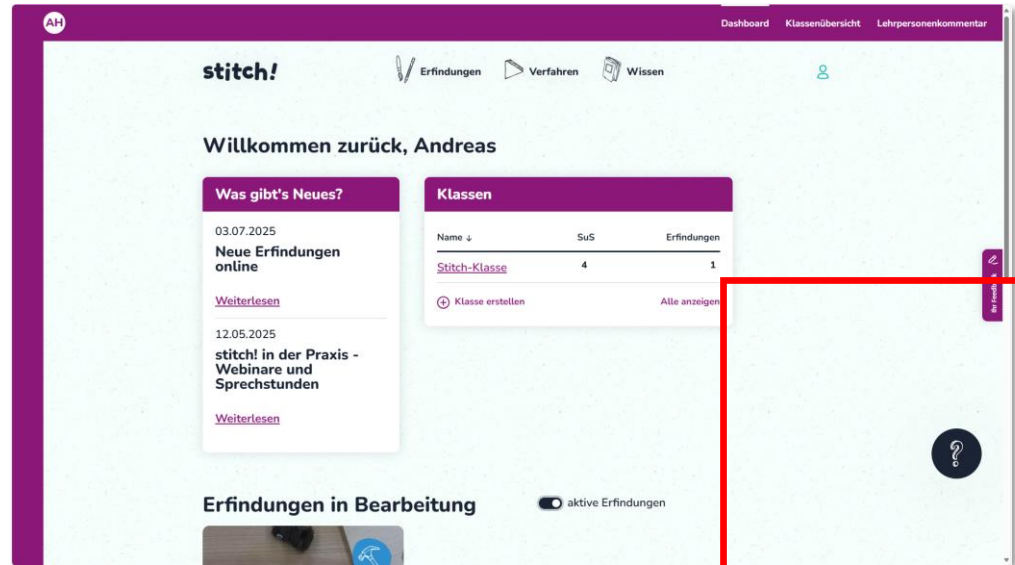 AH
Dashboard Klassenübersicht Lehrpersonenkommentar
stitch!
Erfindungen Verfahren Wissen
Willkommen zurück, Andreas
Was gibt's Neues?
03.07.2025
Neue Erfindungen
online
Weiterlesen
12.05.2025
stitch! in der Praxis -
Webinare und
Sprechstunden
Weiterlesen
Klassen
Name ↓ SuS Erfindungen
Stitch-Klasse 4 1
Klasse erstellen Alle anzeigen
Ihr Feedback
?
Erfindungen in Bearbeitung
aktive Erfindungen